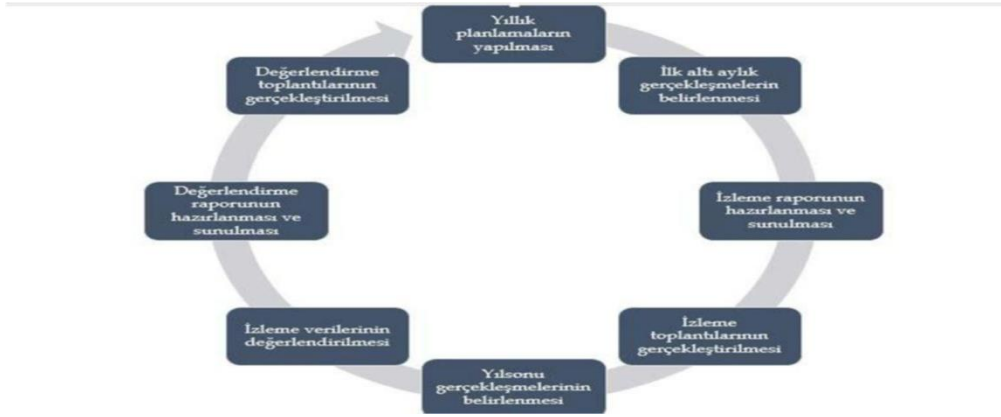 Yıllık
planlamaların
yapılması
İlk altı aylık
gerçekleşmelerin
belirlenmesi
İzleme raporunun
hazırlanması ve
sunulması
İzleme
toplantılarının
gerçekleştirilmesi
Yılsonu
gerçekleşmelerinin
belirlenmesi
İzleme verilerinin
değerlendirilmesi
Değerlendirme
raporunun
hazırlanması ve
sunulması
Değerlendirme
toplantılarının
gerçekleştirilmesi